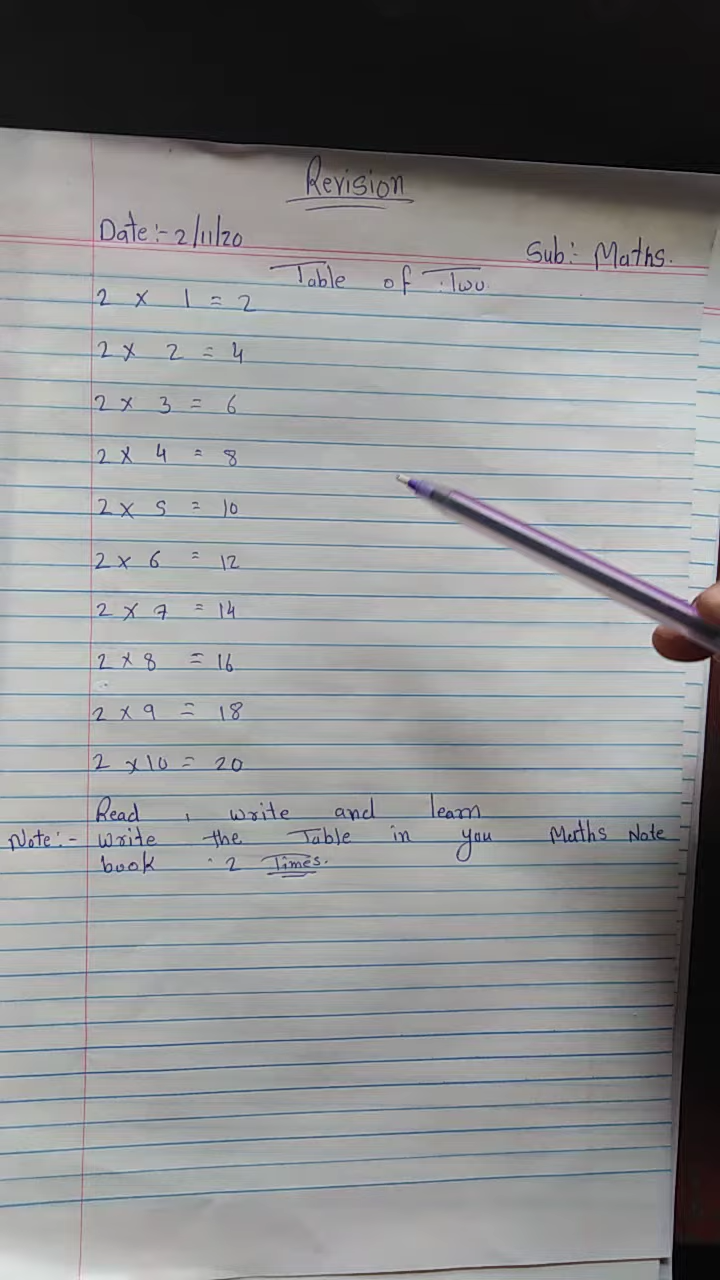 Revision
Date:- 2/11/20
Sub:- Maths.
Table of Two
2 x 1 = 2
2 x 2 = 4
2 x 3 = 6
2 x 4 = 8
2 x 5 = 10
2 x 6 = 12
2 x 7 = 14
2 x 8 = 16
2 x 9 = 18
2 x 10 = 20
Read , write and learn
Note:- write the Table in you Maths Note
book 2 Times.